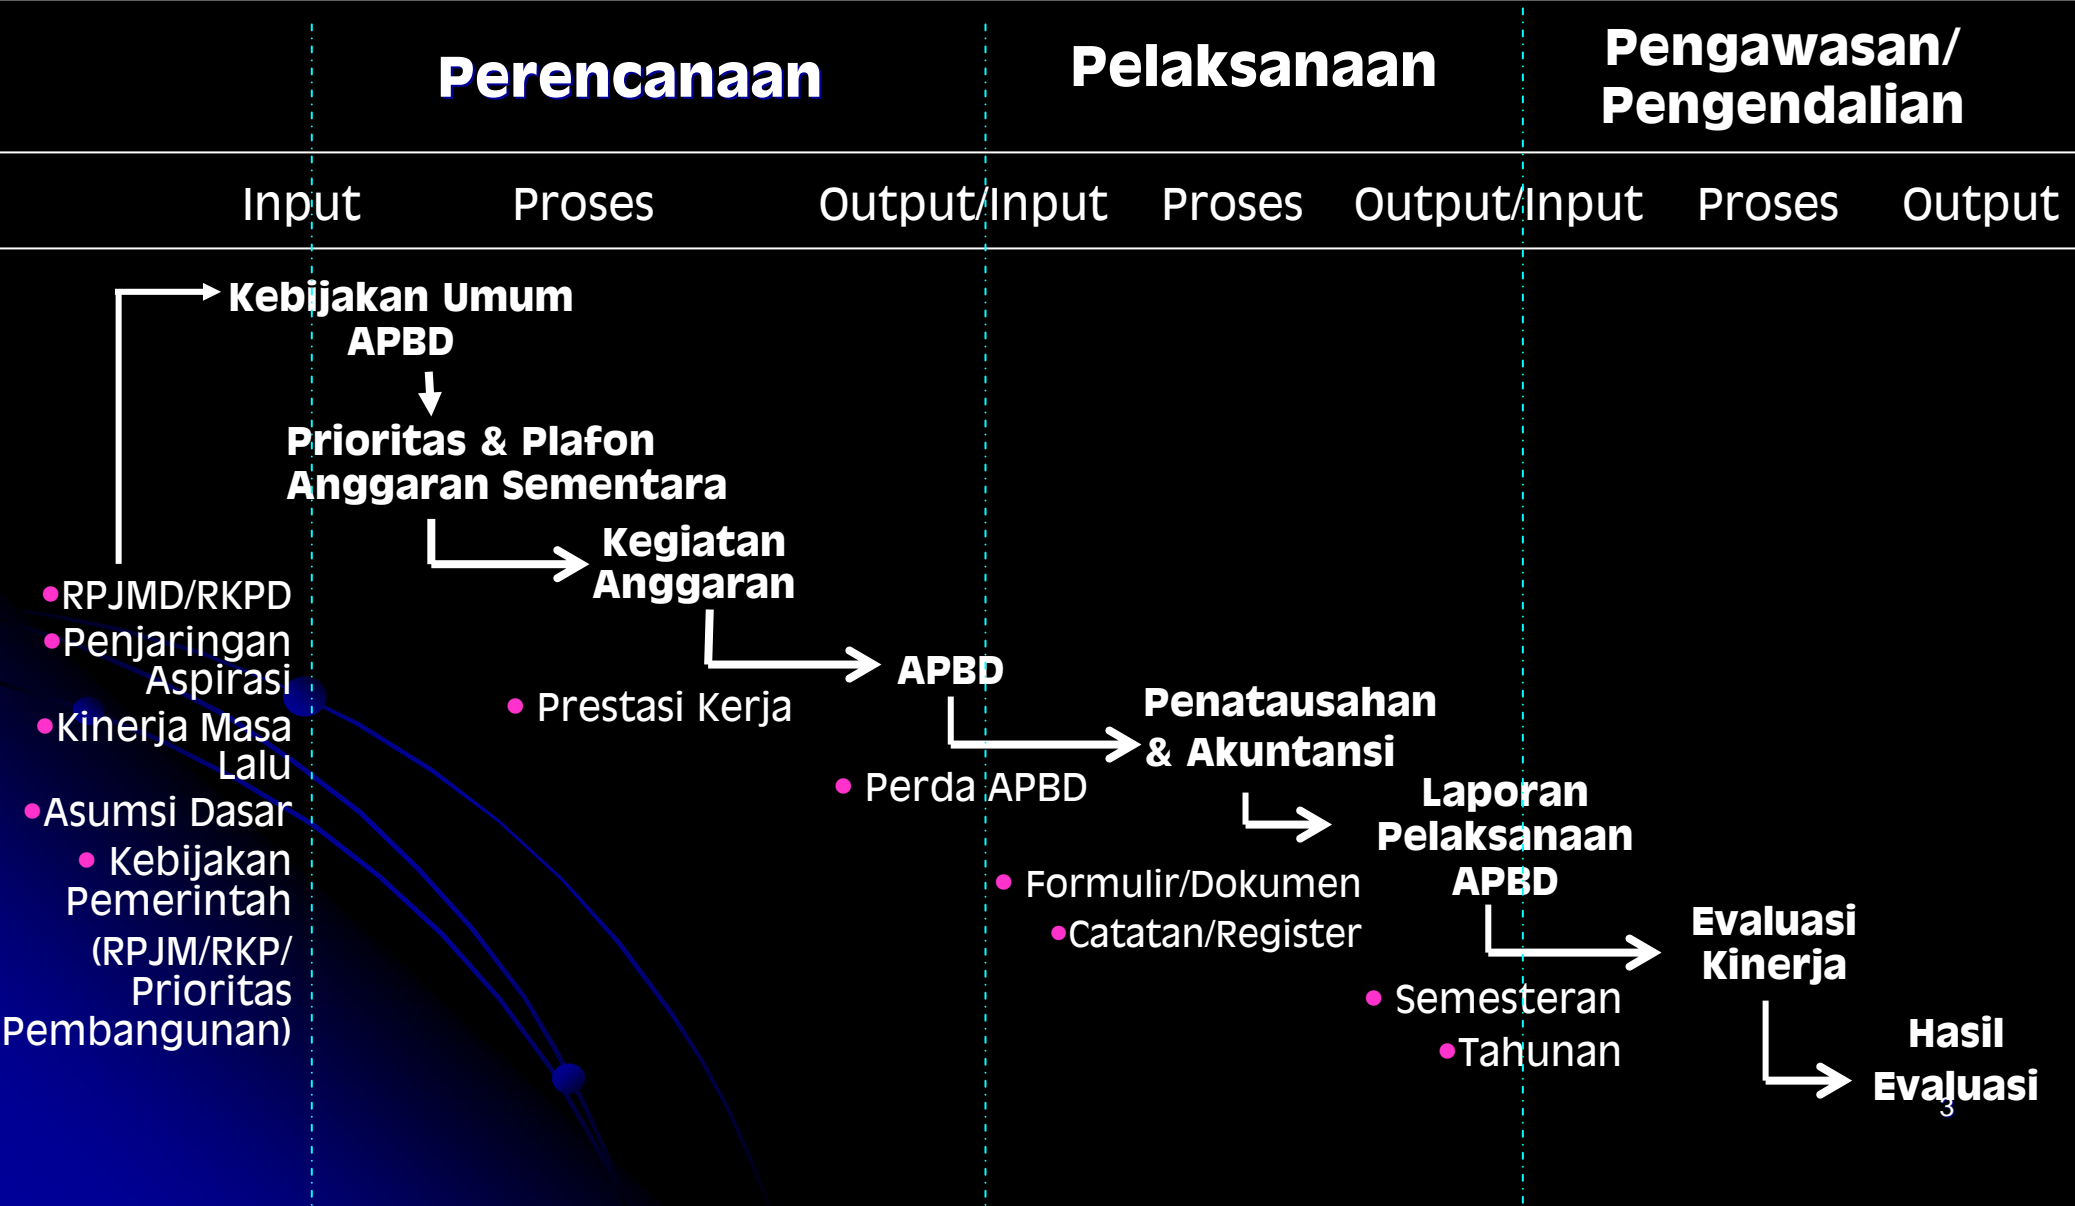 Perencanaan
Pelaksanaan
Pengawasan/
Pengendalian
Input
Proses
Output/Input
Proses
Output/Input
Proses
Output
Kebijakan Umum
APBD
Prioritas & Plafon
Anggaran Sementara
Kegiatan
Anggaran
•RPJMD/RKPD
•Penjaringan
Aspirasi
•Kinerja Masa
Lalu
•Asumsi Dasar
• Kebijakan
Pemerintah
(RPJM/RKP/
Prioritas
Pembangunan)
• Prestasi Kerja
APBD
• Perda APBD
Penatausahan
& Akuntansi
• Formulir/Dokumen
•Catatan/Register
Laporan
Pelaksanaan
APBD
• Semesteran
•Tahunan
Evaluasi
Kinerja
Hasil
Evaluasi
3